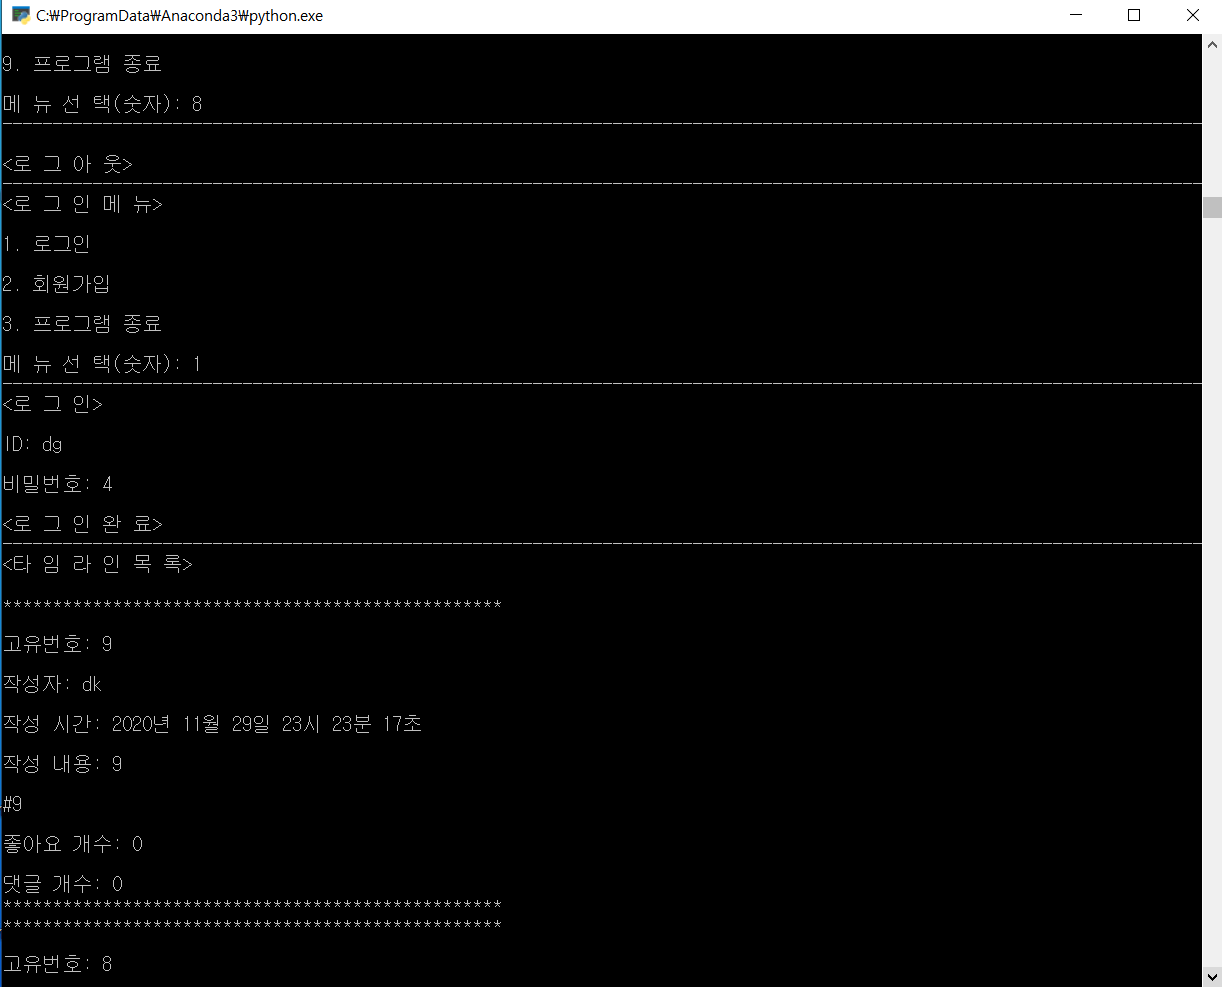 C:₩ProgramData₩Anaconda3₩python.exe
9. 프로그램 종료
메 뉴 선 택(숫자): 8
------------------------------------------------------------------------------------------------------------------------
<로 그 아 웃>
------------------------------------------------------------------------------------------------------------------------
<로 그 인 메 뉴>
1. 로그인
2. 회원가입
3. 프로그램 종료
메 뉴 선 택(숫자): 1
------------------------------------------------------------------------------------------------------------------------
<로 그 인>
ID: dg
비밀번호: 4
<로 그 인 완 료>
------------------------------------------------------------------------------------------------------------------------
<타 임 라 인 목 록>
**************************************************
고유번호: 9
작성자: dk
작성 시간: 2020년 11월 29일 23시 23분 17초
작성 내용: 9
#9
좋아요 개수: 0
댓글 개수: 0
**************************************************
**************************************************
고유번호: 8